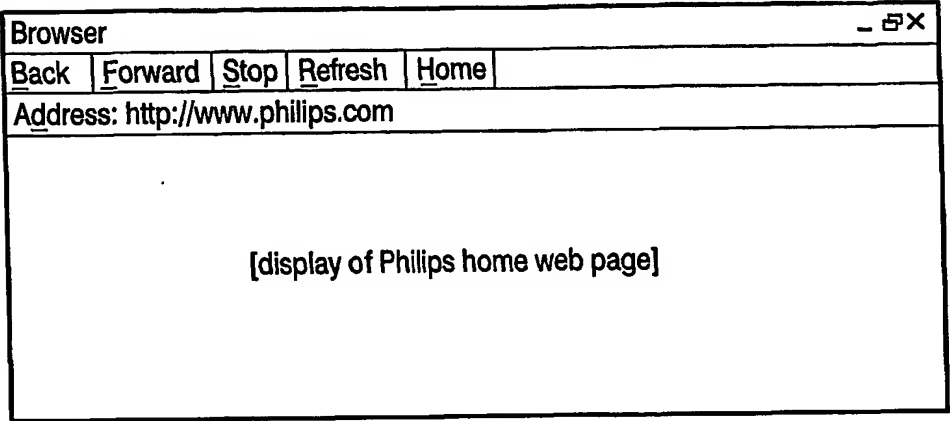 Browser
Back Forward Stop Refresh Home
Address: http://www.philips.com
[display of Philips home web page]